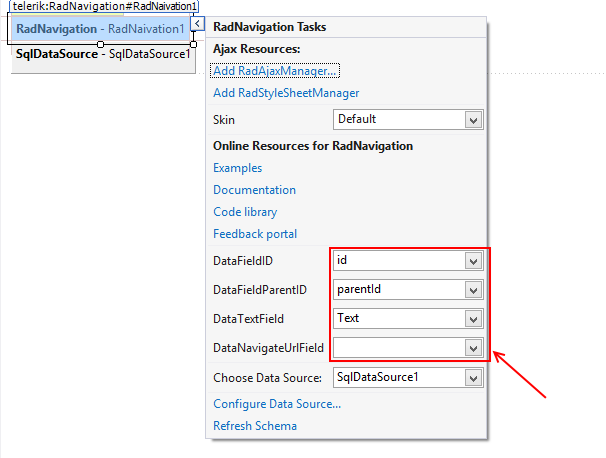 telerik:RadNavigation#RadNaivation1
RadNavigation - RadNaivation1
SqlDataSource - SqlDataSource1
RadNavigation Tasks
Ajax Resources:
Add RadAjaxManager...
Add RadStyleSheetManager
Skin Default
Online Resources for RadNavigation
Examples
Documentation
Code library
Feedback portal
DataFieldID id
DataFieldParentID parentId
DataTextField Text
DataNavigateUrlField
Choose Data Source: SqlDataSource1
Configure Data Source...
Refresh Schema